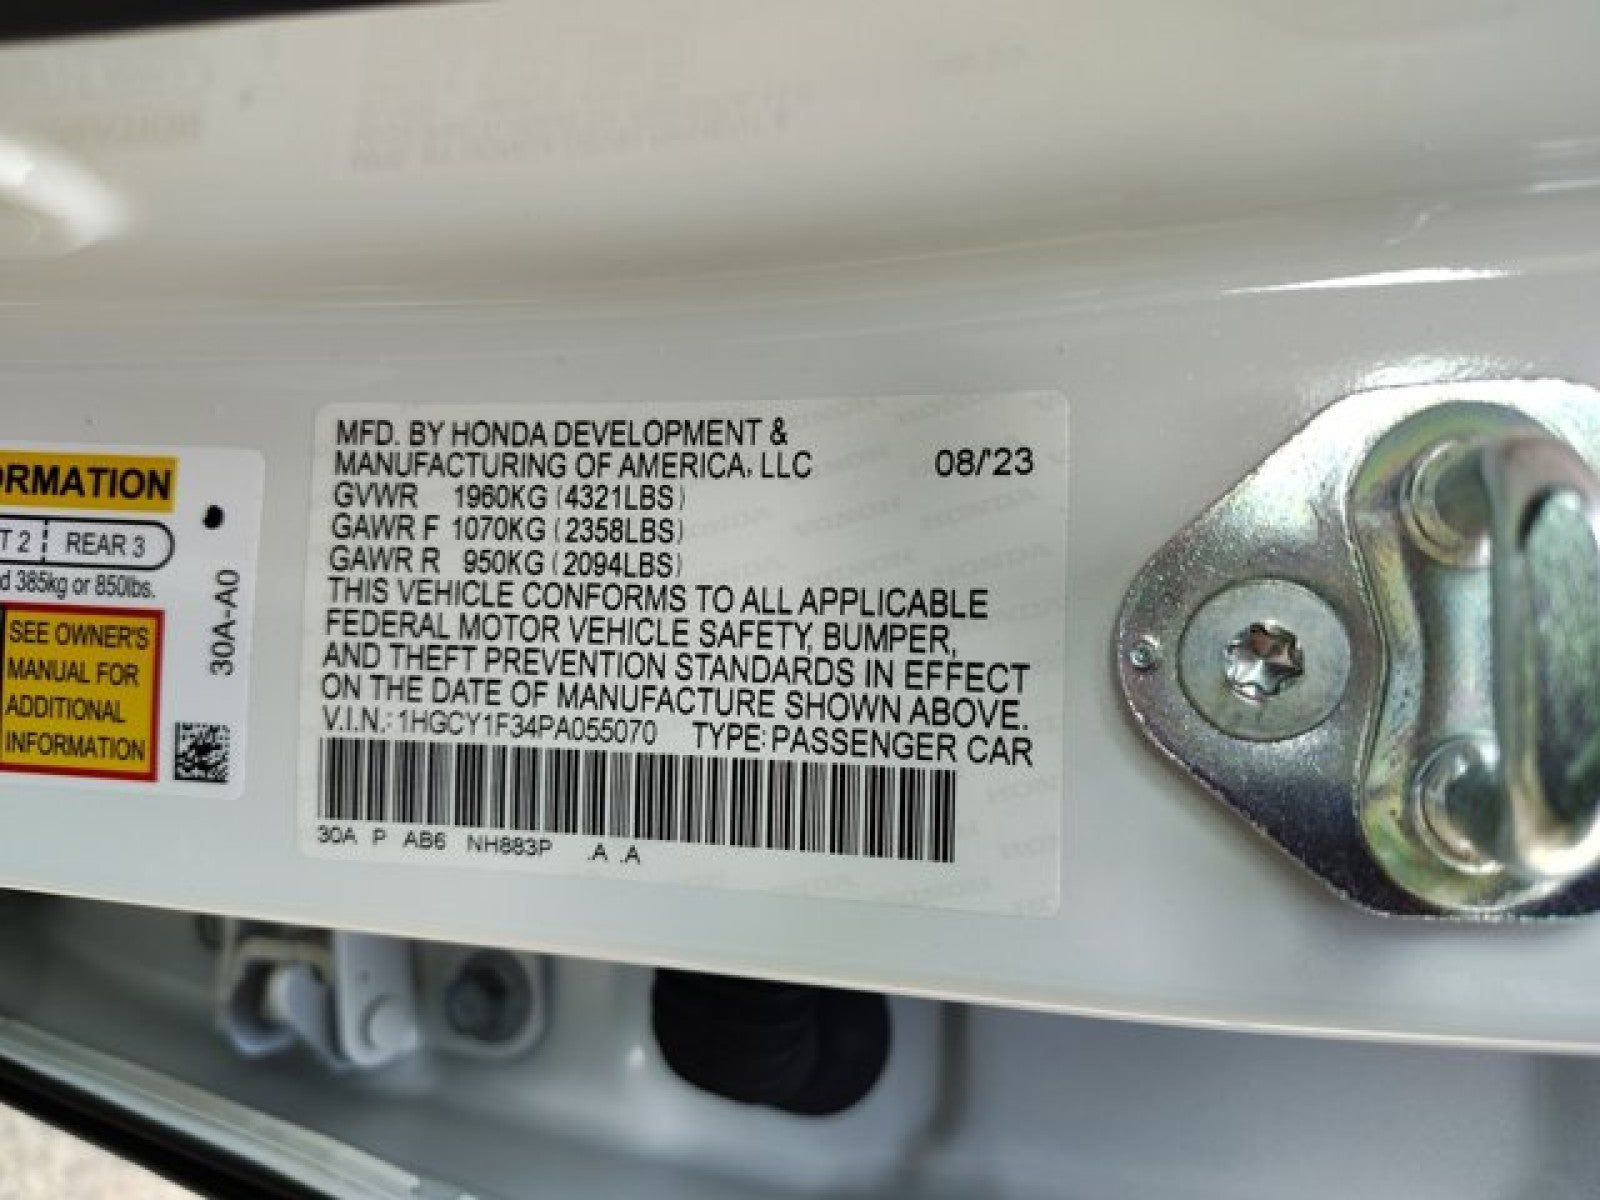 ORMATION
T 2 REAR 3
d 385kg or 850lbs.
SEE OWNER'S
MANUAL FOR
ADDITIONAL
INFORMATION
30A-A0
MFD. BY HONDA DEVELOPMENT &
MANUFACTURING OF AMERICA, LLC 08/'23
GVWR 1960KG (4321LBS)
GAWR F 1070KG (2358LBS)
GAWR R 950KG (2094LBS)
THIS VEHICLE CONFORMS TO ALL APPLICABLE
FEDERAL MOTOR VEHICLE SAFETY, BUMPER,
AND THEFT PREVENTION STANDARDS IN EFFECT
ON THE DATE OF MANUFACTURE SHOWN ABOVE.
V.I.N.: 1HGCY1F34PA055070 TYPE: PASSENGER CAR
30A P AB6 NH883P .A .A